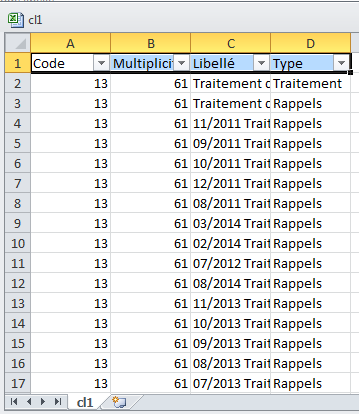 cl1
A B C D
1 Code Multiplici Libellé Type
2 13 61 Traitement c Traitement
3 13 61 Traitement c Rappels
4 13 61 11/2011 Trait Rappels
5 13 61 09/2011 Trait Rappels
6 13 61 10/2011 Trait Rappels
7 13 61 12/2011 Trait Rappels
8 13 61 08/2011 Trait Rappels
9 13 61 03/2014 Trait Rappels
10 13 61 02/2014 Trait Rappels
11 13 61 07/2012 Trait Rappels
12 13 61 08/2014 Trait Rappels
13 13 61 11/2013 Trait Rappels
14 13 61 10/2013 Trait Rappels
15 13 61 09/2013 Trait Rappels
16 13 61 08/2013 Trait Rappels
17 13 61 07/2013 Trait Rappels
cl1